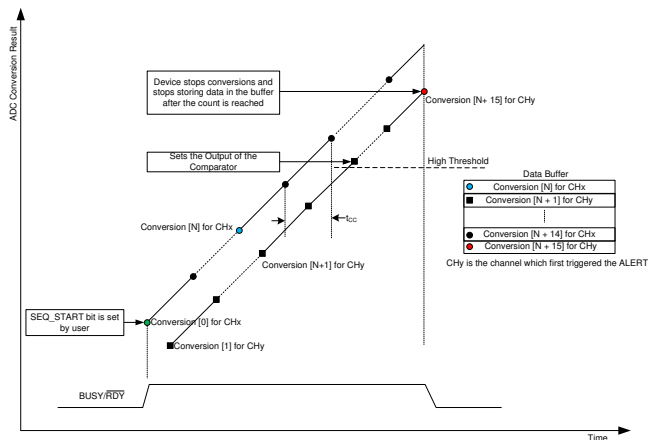 ADC Conversion Result
Device stops conversions and
stops storing data in the buffer
after the count is reached
Conversion [N+ 15] for CHy
Sets the Output of the
Comparator
High Threshold
Data Buffer
Conversion [N] for CHx
Conversion [N + 1] for CHy
Conversion [N + 14] for CHx
Conversion [N + 15] for CHy
CHy is the channel which first triggered the ALERT
Conversion [N] for CHx
tCC
Conversion [N+1] for CHy
SEQ_START bit is set
by user
Conversion [0] for CHx
Conversion [1] for CHy
BUSY/RDY
Time